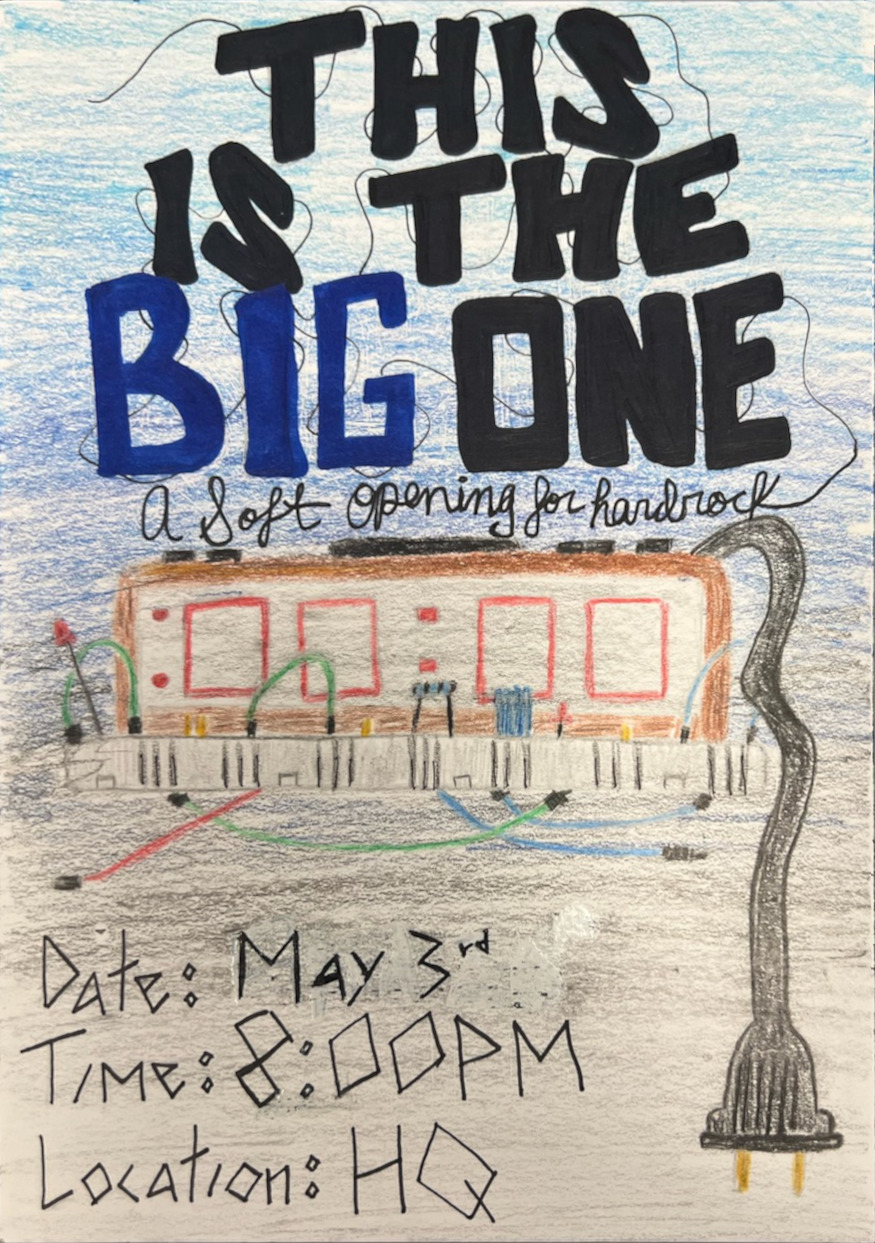 THIS
IS THE
BIG ONE
A Soft opening for hardrock
Date: May 3rd
Time: 8:00PM
Location: HQ